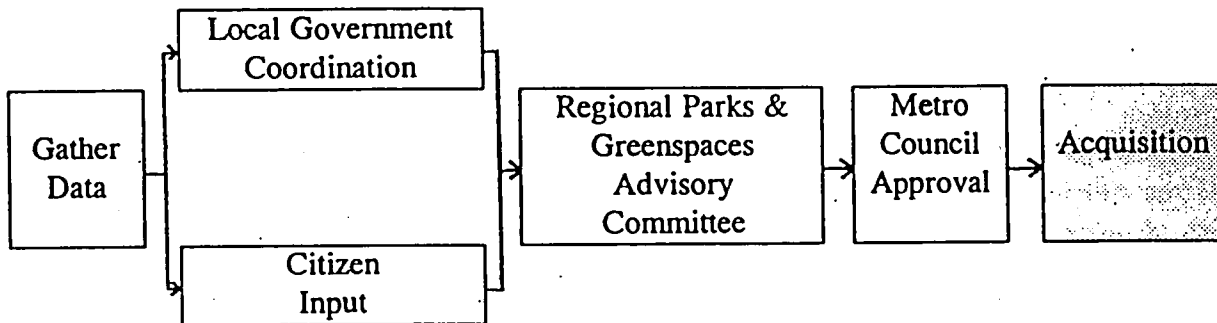 Gather
Data
Local Government
Coordination
Citizen
Input
Regional Parks &
Greenspaces
Advisory
Committee
Metro
Council
Approval
Acquisition